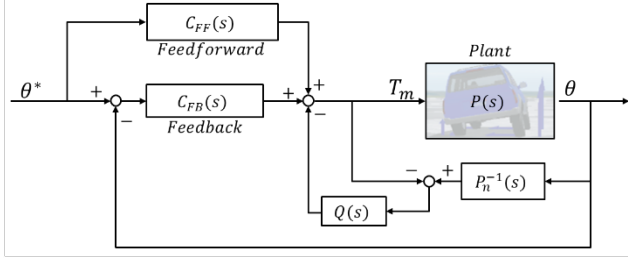 C_FF(s)
Feedforward
Plant
θ*
+
−
C_FB(s)
Feedback
+
+
−
T_m
P(s)
θ
−
+
P_n^{-1}(s)
Q(s)